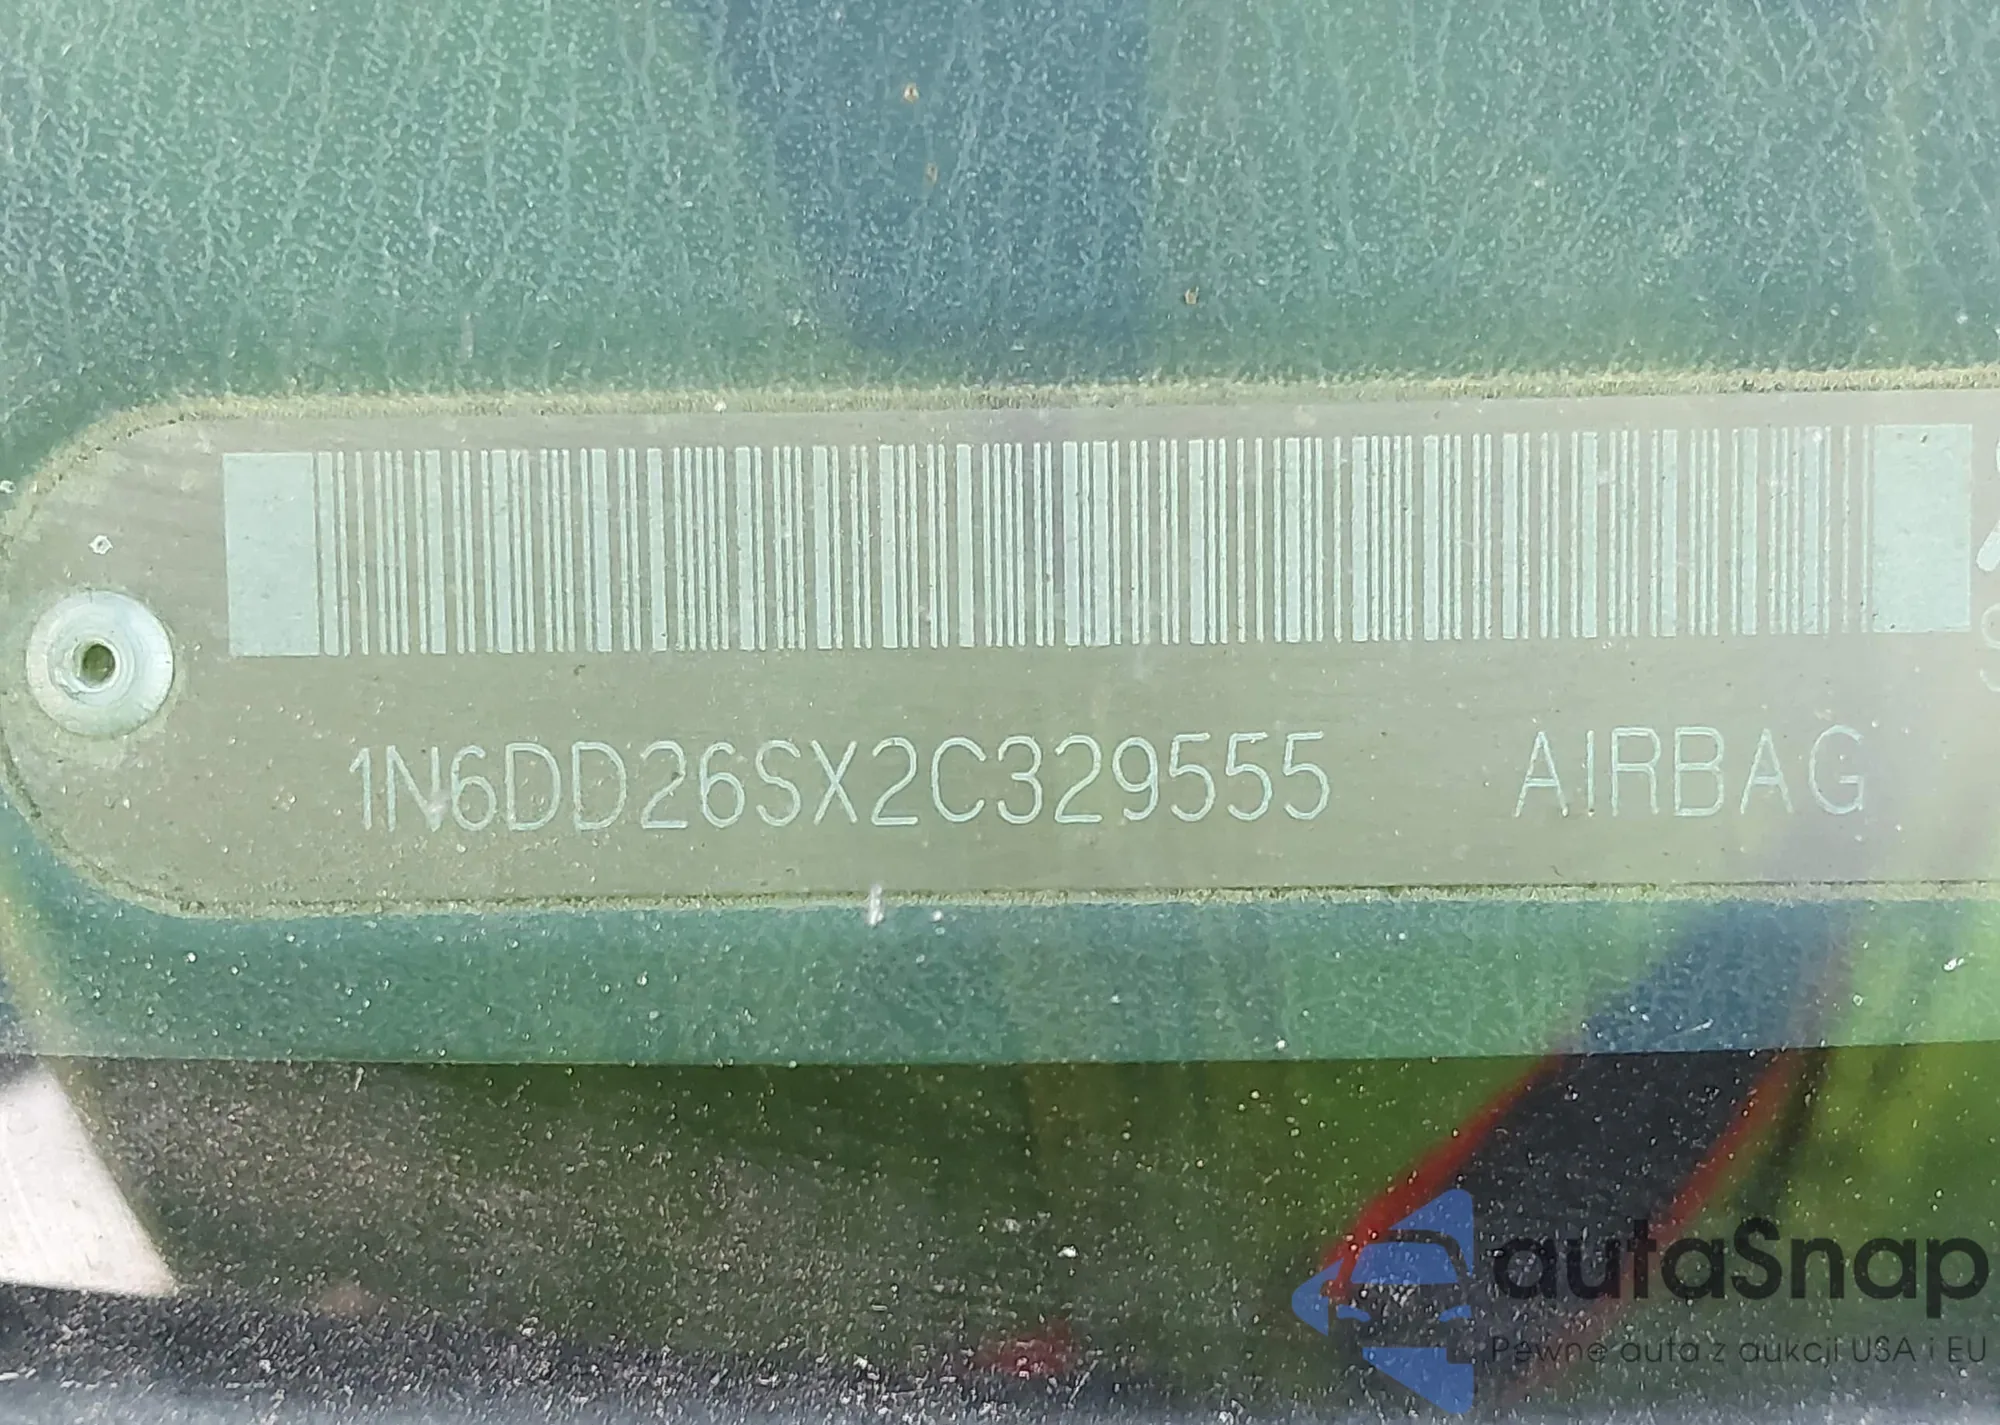 1N6DD26SX2C329555 AIRBAG
autaSnap
Pewne auta z aukcji USA i EU